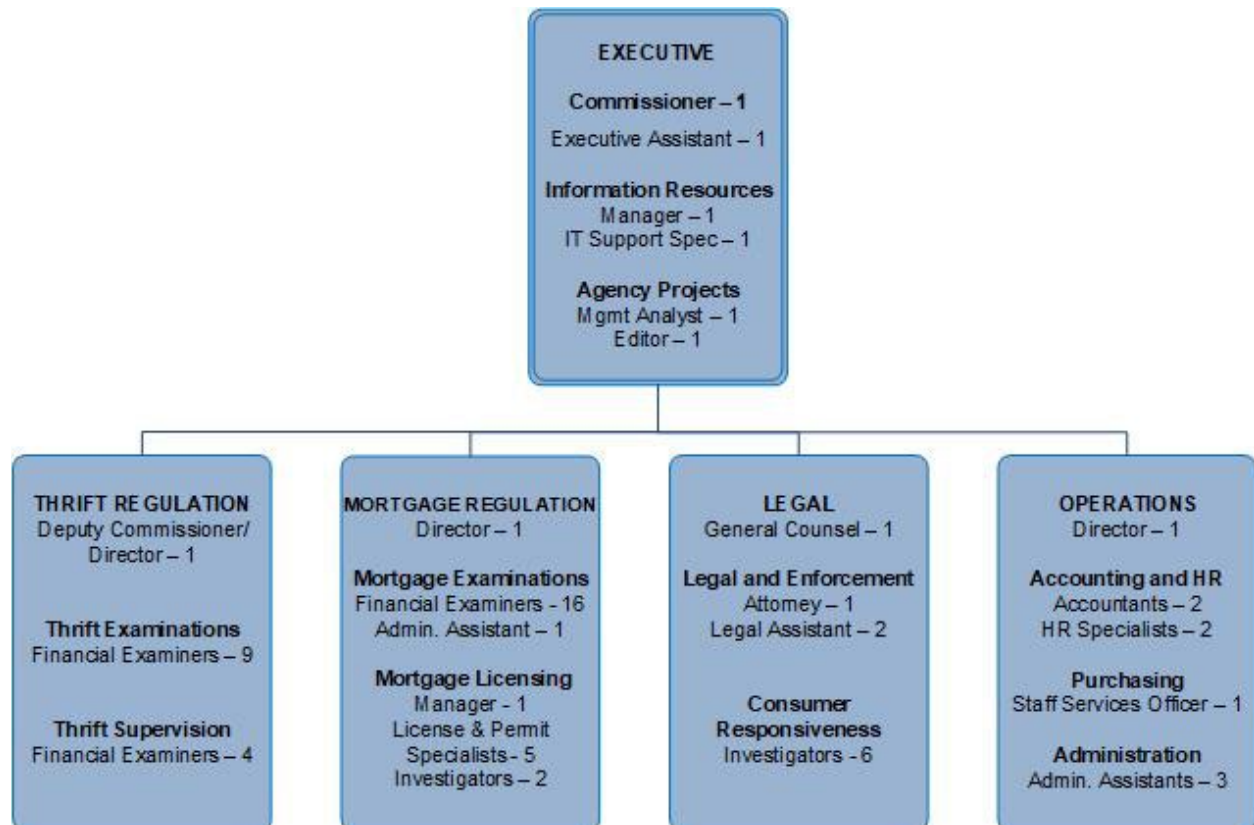 EXECUTIVE
Commissioner – 1
Executive Assistant – 1
Information Resources
Manager – 1
IT Support Spec – 1
Agency Projects
Mgmt Analyst – 1
Editor – 1
THRIFT REGULATION
Deputy Commissioner/
Director – 1
Thrift Examinations
Financial Examiners – 9
Thrift Supervision
Financial Examiners – 4
MORTGAGE REGULATION
Director – 1
Mortgage Examinations
Financial Examiners - 16
Admin. Assistant – 1
Mortgage Licensing
Manager - 1
License & Permit
Specialists - 5
Investigators – 2
LEGAL
General Counsel – 1
Legal and Enforcement
Attorney – 1
Legal Assistant – 2
Consumer
Responsiveness
Investigators - 6
OPERATIONS
Director – 1
Accounting and HR
Accountants – 2
HR Specialists – 2
Purchasing
Staff Services Officer – 1
Administration
Admin. Assistants – 3